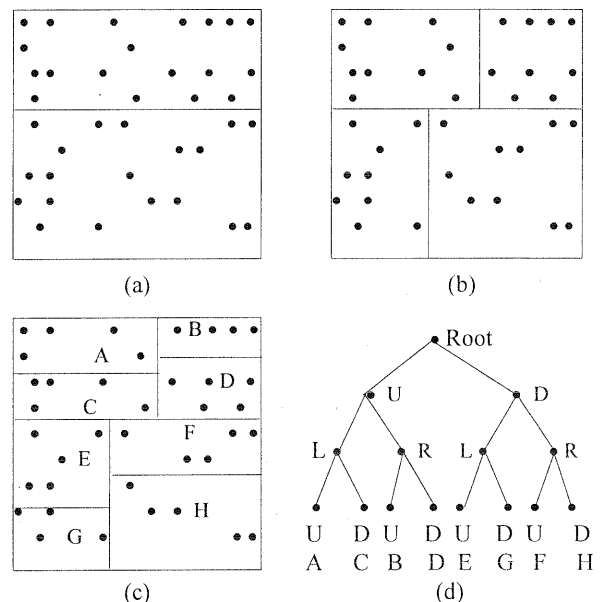 (a)
(b)
B
A
D
C
F
E
H
G
(c)
Root
U D
L R L R
U D U D U D U D
A C B D E G F H
(d)